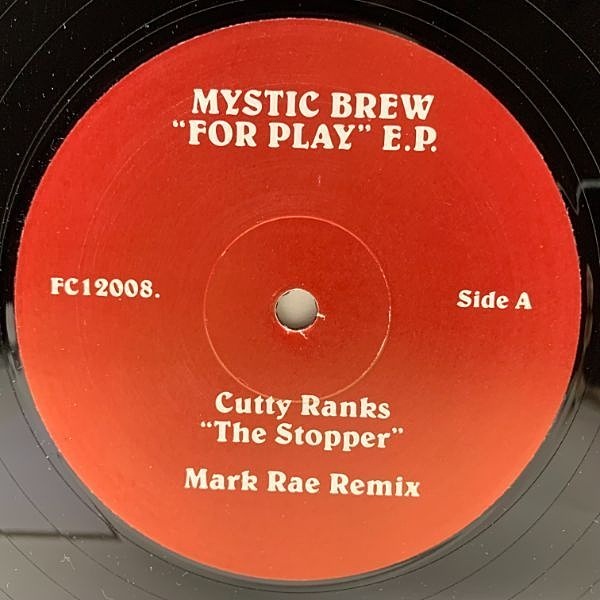 MYSTIC BREW
“FOR PLAY” E.P.
FC12008.
Side A
Cutty Ranks
“The Stopper”
Mark Rae Remix